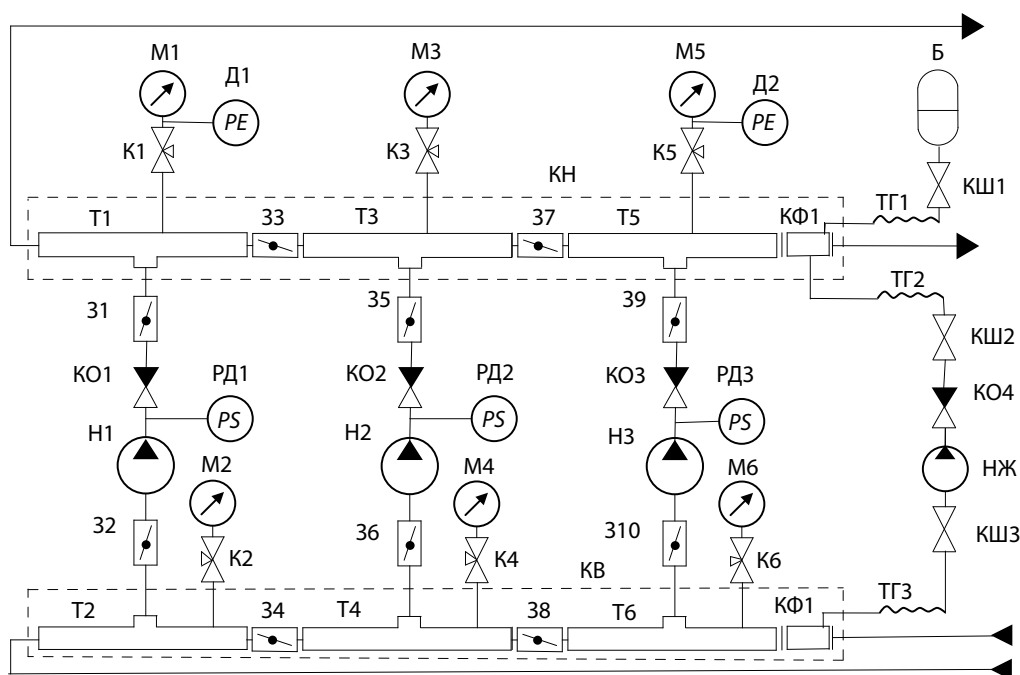 М1
М3
М5
Б
Д1
Д2
PE
PE
К1
К3
К5
КН
КШ1
Т1
З3
Т3
З7
Т5
КФ1
ТГ1
ТГ2
З1
З5
З9
КШ2
КО1
РД1
КО2
РД2
КО3
РД3
КО4
PS
PS
PS
Н1
Н2
Н3
М2
М4
М6
НЖ
З2
З6
З10
КШ3
К2
К4
К6
КВ
ТГ3
Т2
З4
Т4
З8
Т6
КФ1